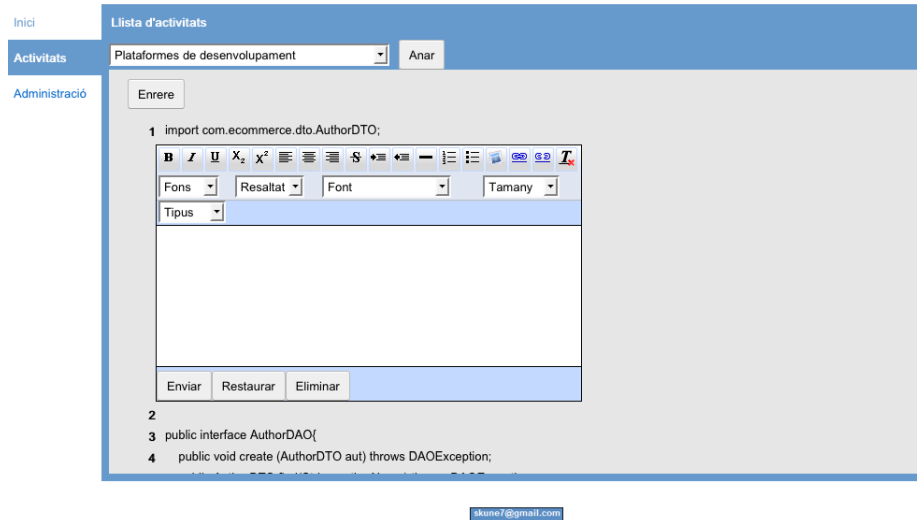 Inici
Llista d'activitats
Activitats
Plataformes de desenvolupament
Anar
Administració
Enrere
1 import com.ecommerce.dto.AuthorDTO;
B I U X₂ X² S T
Fons Resaltat Font Tamany
Tipus
Enviar Restaurar Eliminar
2
3 public interface AuthorDAO{
4 public void create (AuthorDTO aut) throws DAOException;
skune7@gmail.com